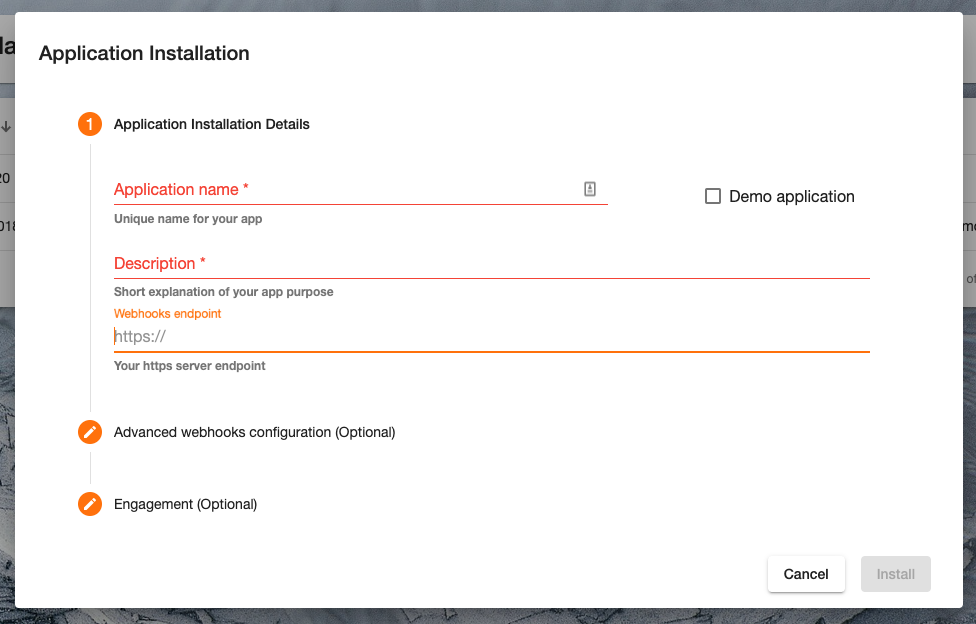 Application Installation
1 Application Installation Details
Application name *
Demo application
Unique name for your app
Description *
Short explanation of your app purpose
Webhooks endpoint
https://
Your https server endpoint
Advanced webhooks configuration (Optional)
Engagement (Optional)
Cancel Install